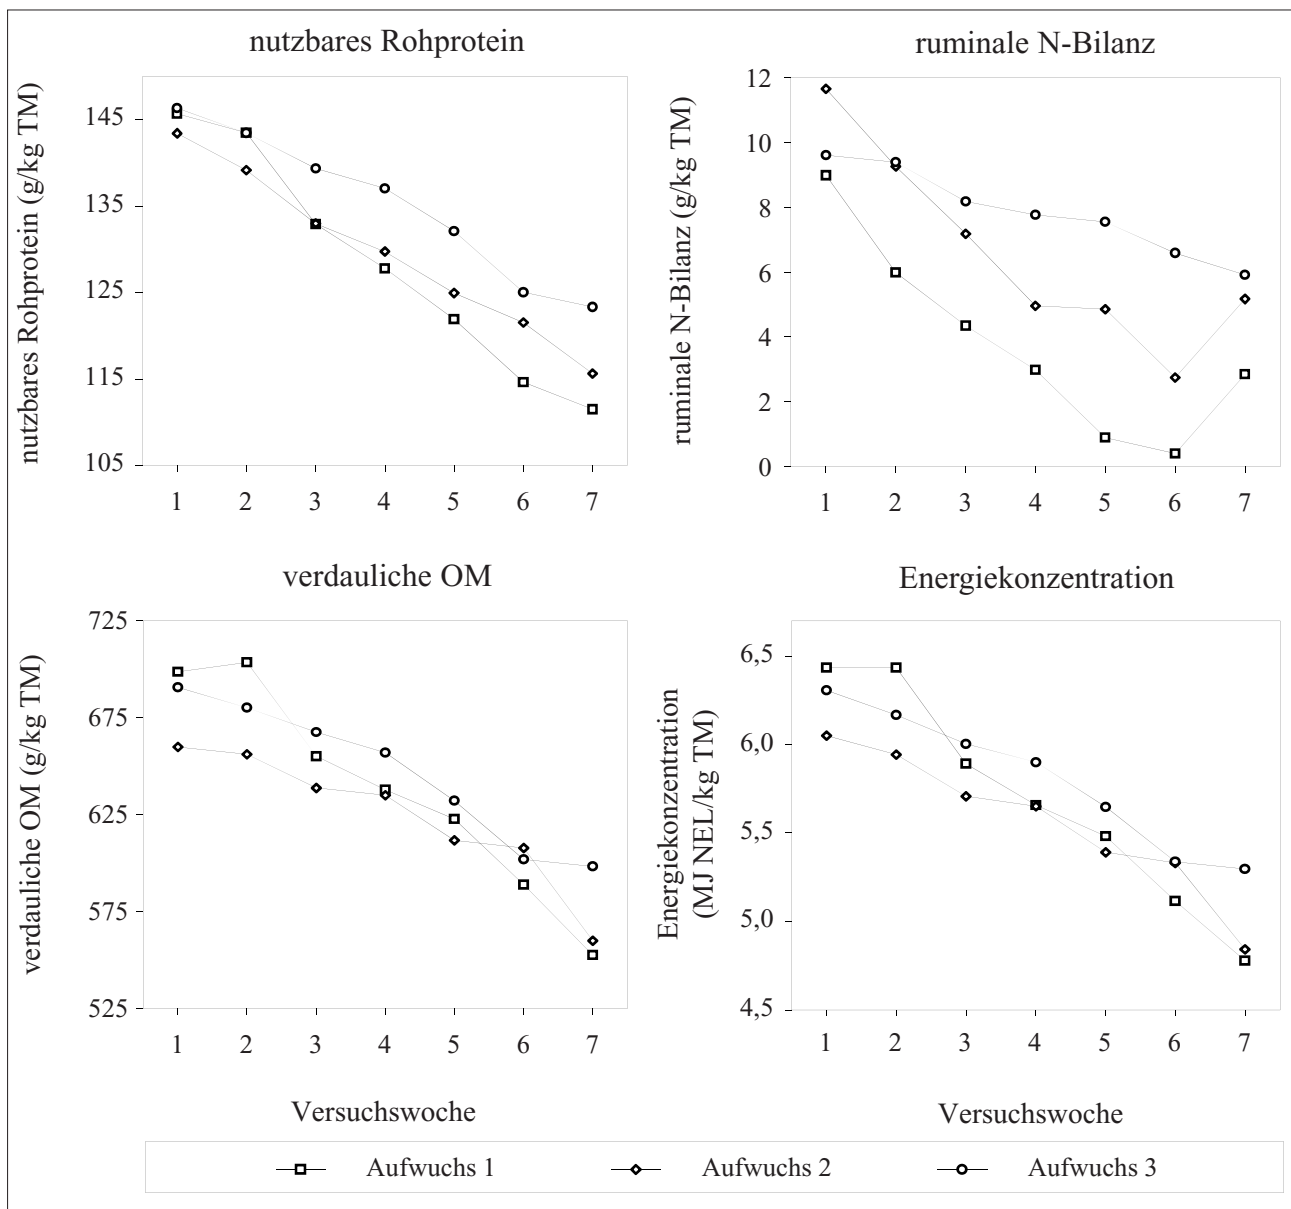 nutzbares Rohprotein
nutzbares Rohprotein (g/kg TM)
145
135
125
115
105
1 2 3 4 5 6 7
ruminale N-Bilanz
ruminale N-Bilanz (g/kg TM)
12
10
8
6
4
2
0
1 2 3 4 5 6 7
verdauliche OM
verdauliche OM (g/kg TM)
725
675
625
575
525
1 2 3 4 5 6 7
Versuchswoche
Energiekonzentration
Energiekonzentration
(MJ NEL/kg TM)
6,5
6,0
5,5
5,0
4,5
1 2 3 4 5 6 7
Versuchswoche
Aufwuchs 1 Aufwuchs 2 Aufwuchs 3